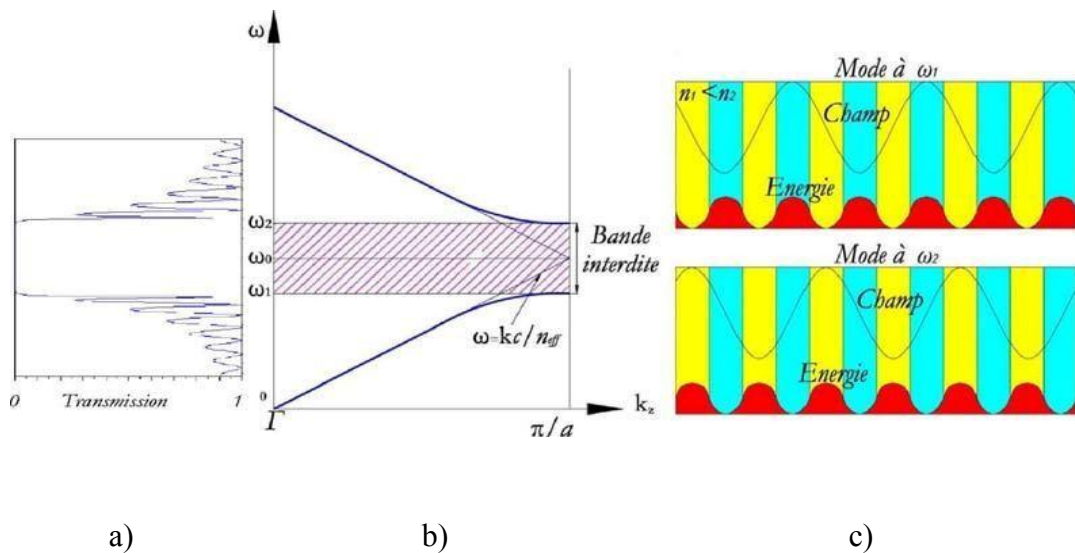 ω
ω₂
ω₀
ω₁
0
Γ
π/a
k_z
Bande
interdite
ω=kc/n_eff
0
Transmission
1
Mode à ω₁
n₁<n₂
Champ
Energie
Mode à ω₂
Champ
Energie
a)
b)
c)